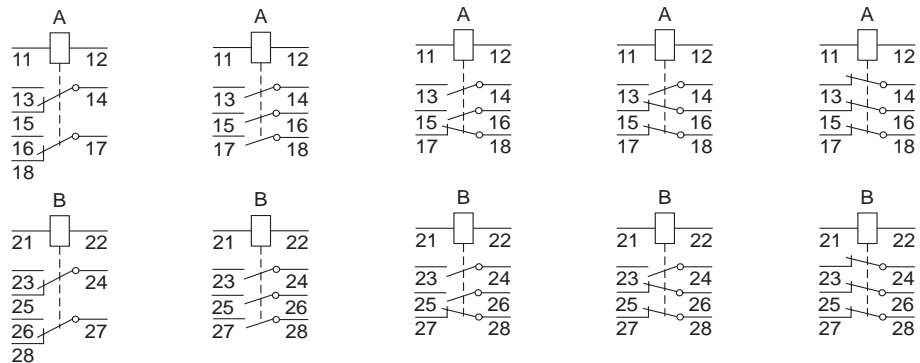 A A A A A
11 12 11 12 11 12 11 12 11 12
13 14 13 14 13 14 13 14 13 14
15 15 16 15 16 15 16 15 16
16 17 17 18 17 18 17 18 17 18
18
B B B B B
21 22 21 22 21 22 21 22 21 22
23 24 23 24 23 24 23 24 23 24
25 25 26 25 26 25 26 25 26
26 27 27 28 27 28 27 28 27 28
28